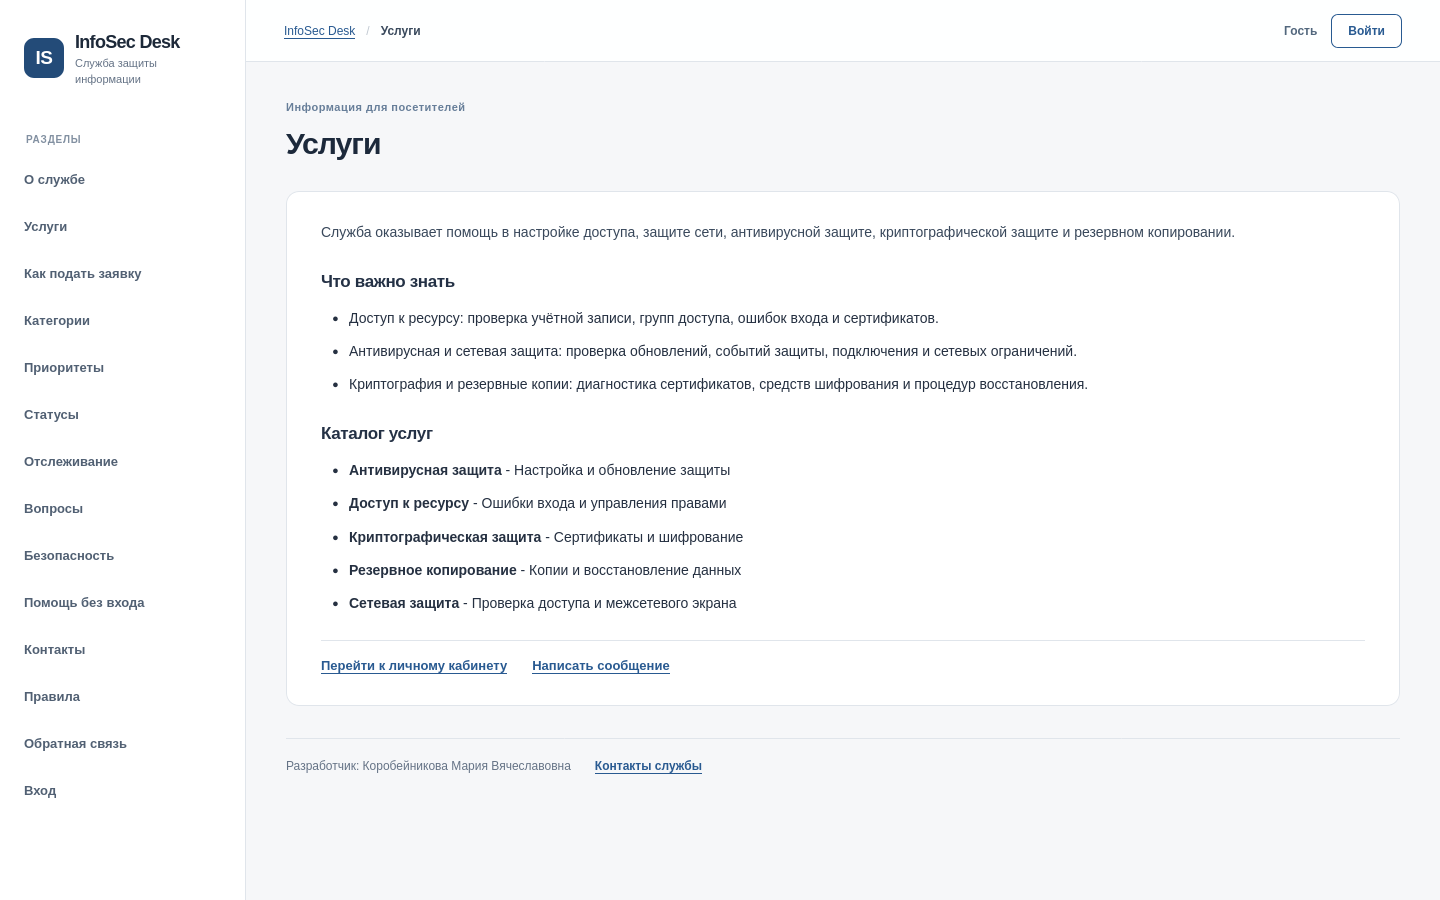 IS
InfoSec Desk
Служба защиты
информации
РАЗДЕЛЫ
О службе
Услуги
Как подать заявку
Категории
Приоритеты
Статусы
Отслеживание
Вопросы
Безопасность
Помощь без входа
Контакты
Правила
Обратная связь
Вход
InfoSec Desk / Услуги
Гость
Войти
Информация для посетителей
Услуги
Служба оказывает помощь в настройке доступа, защите сети, антивирусной защите, криптографической защите и резервном копировании.
Что важно знать
• Доступ к ресурсу: проверка учётной записи, групп доступа, ошибок входа и сертификатов.
• Антивирусная и сетевая защита: проверка обновлений, событий защиты, подключения и сетевых ограничений.
• Криптография и резервные копии: диагностика сертификатов, средств шифрования и процедур восстановления.
Каталог услуг
• Антивирусная защита - Настройка и обновление защиты
• Доступ к ресурсу - Ошибки входа и управления правами
• Криптографическая защита - Сертификаты и шифрование
• Резервное копирование - Копии и восстановление данных
• Сетевая защита - Проверка доступа и межсетевого экрана
Перейти к личному кабинету
Написать сообщение
Разработчик: Коробейникова Мария Вячеславовна
Контакты службы